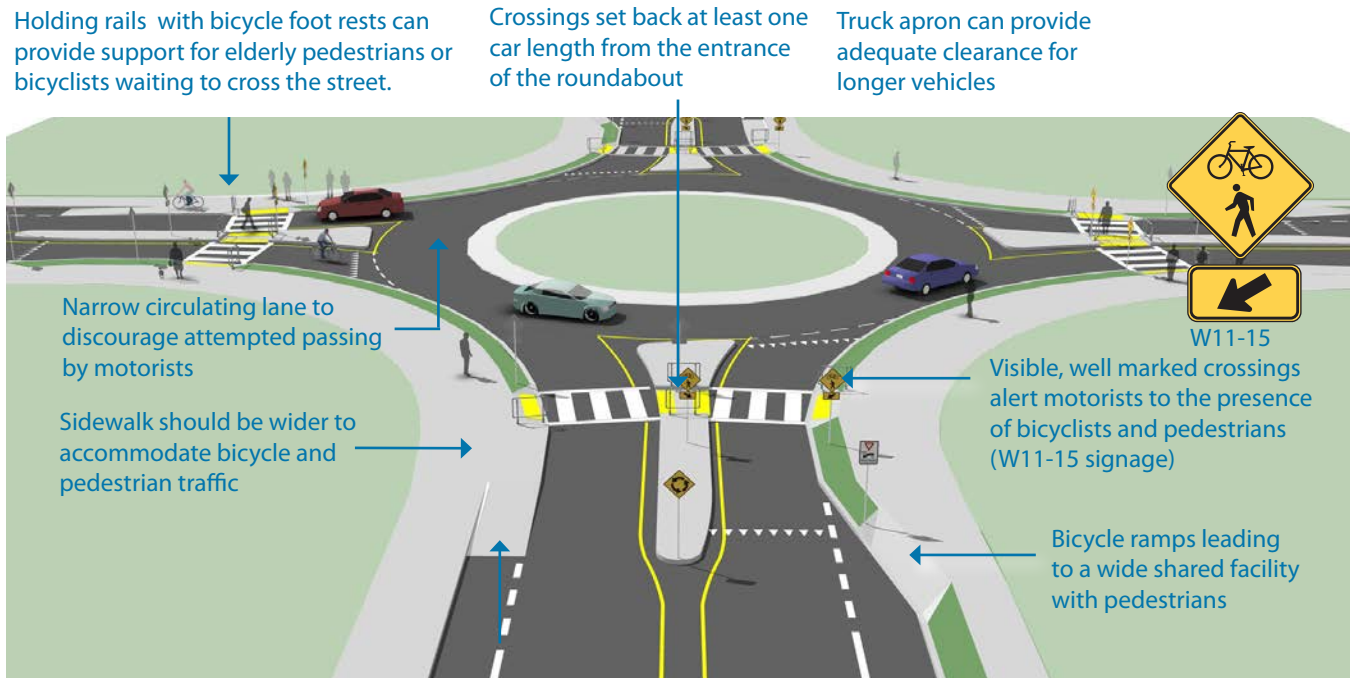 Holding rails  with bicycle foot rests can
provide support for elderly pedestrians or
bicyclists waiting to cross the street.
Crossings set back at least one
car length from the entrance
of the roundabout
Truck apron can provide
adequate clearance for
longer vehicles
Narrow circulating lane to
discourage attempted passing
by motorists
Sidewalk should be wider to
accommodate bicycle and
pedestrian traffic
W11-15
Visible, well marked crossings
alert motorists to the presence
of bicyclists and pedestrians
(W11-15 signage)
Bicycle ramps leading
to a wide shared facility
with pedestrians